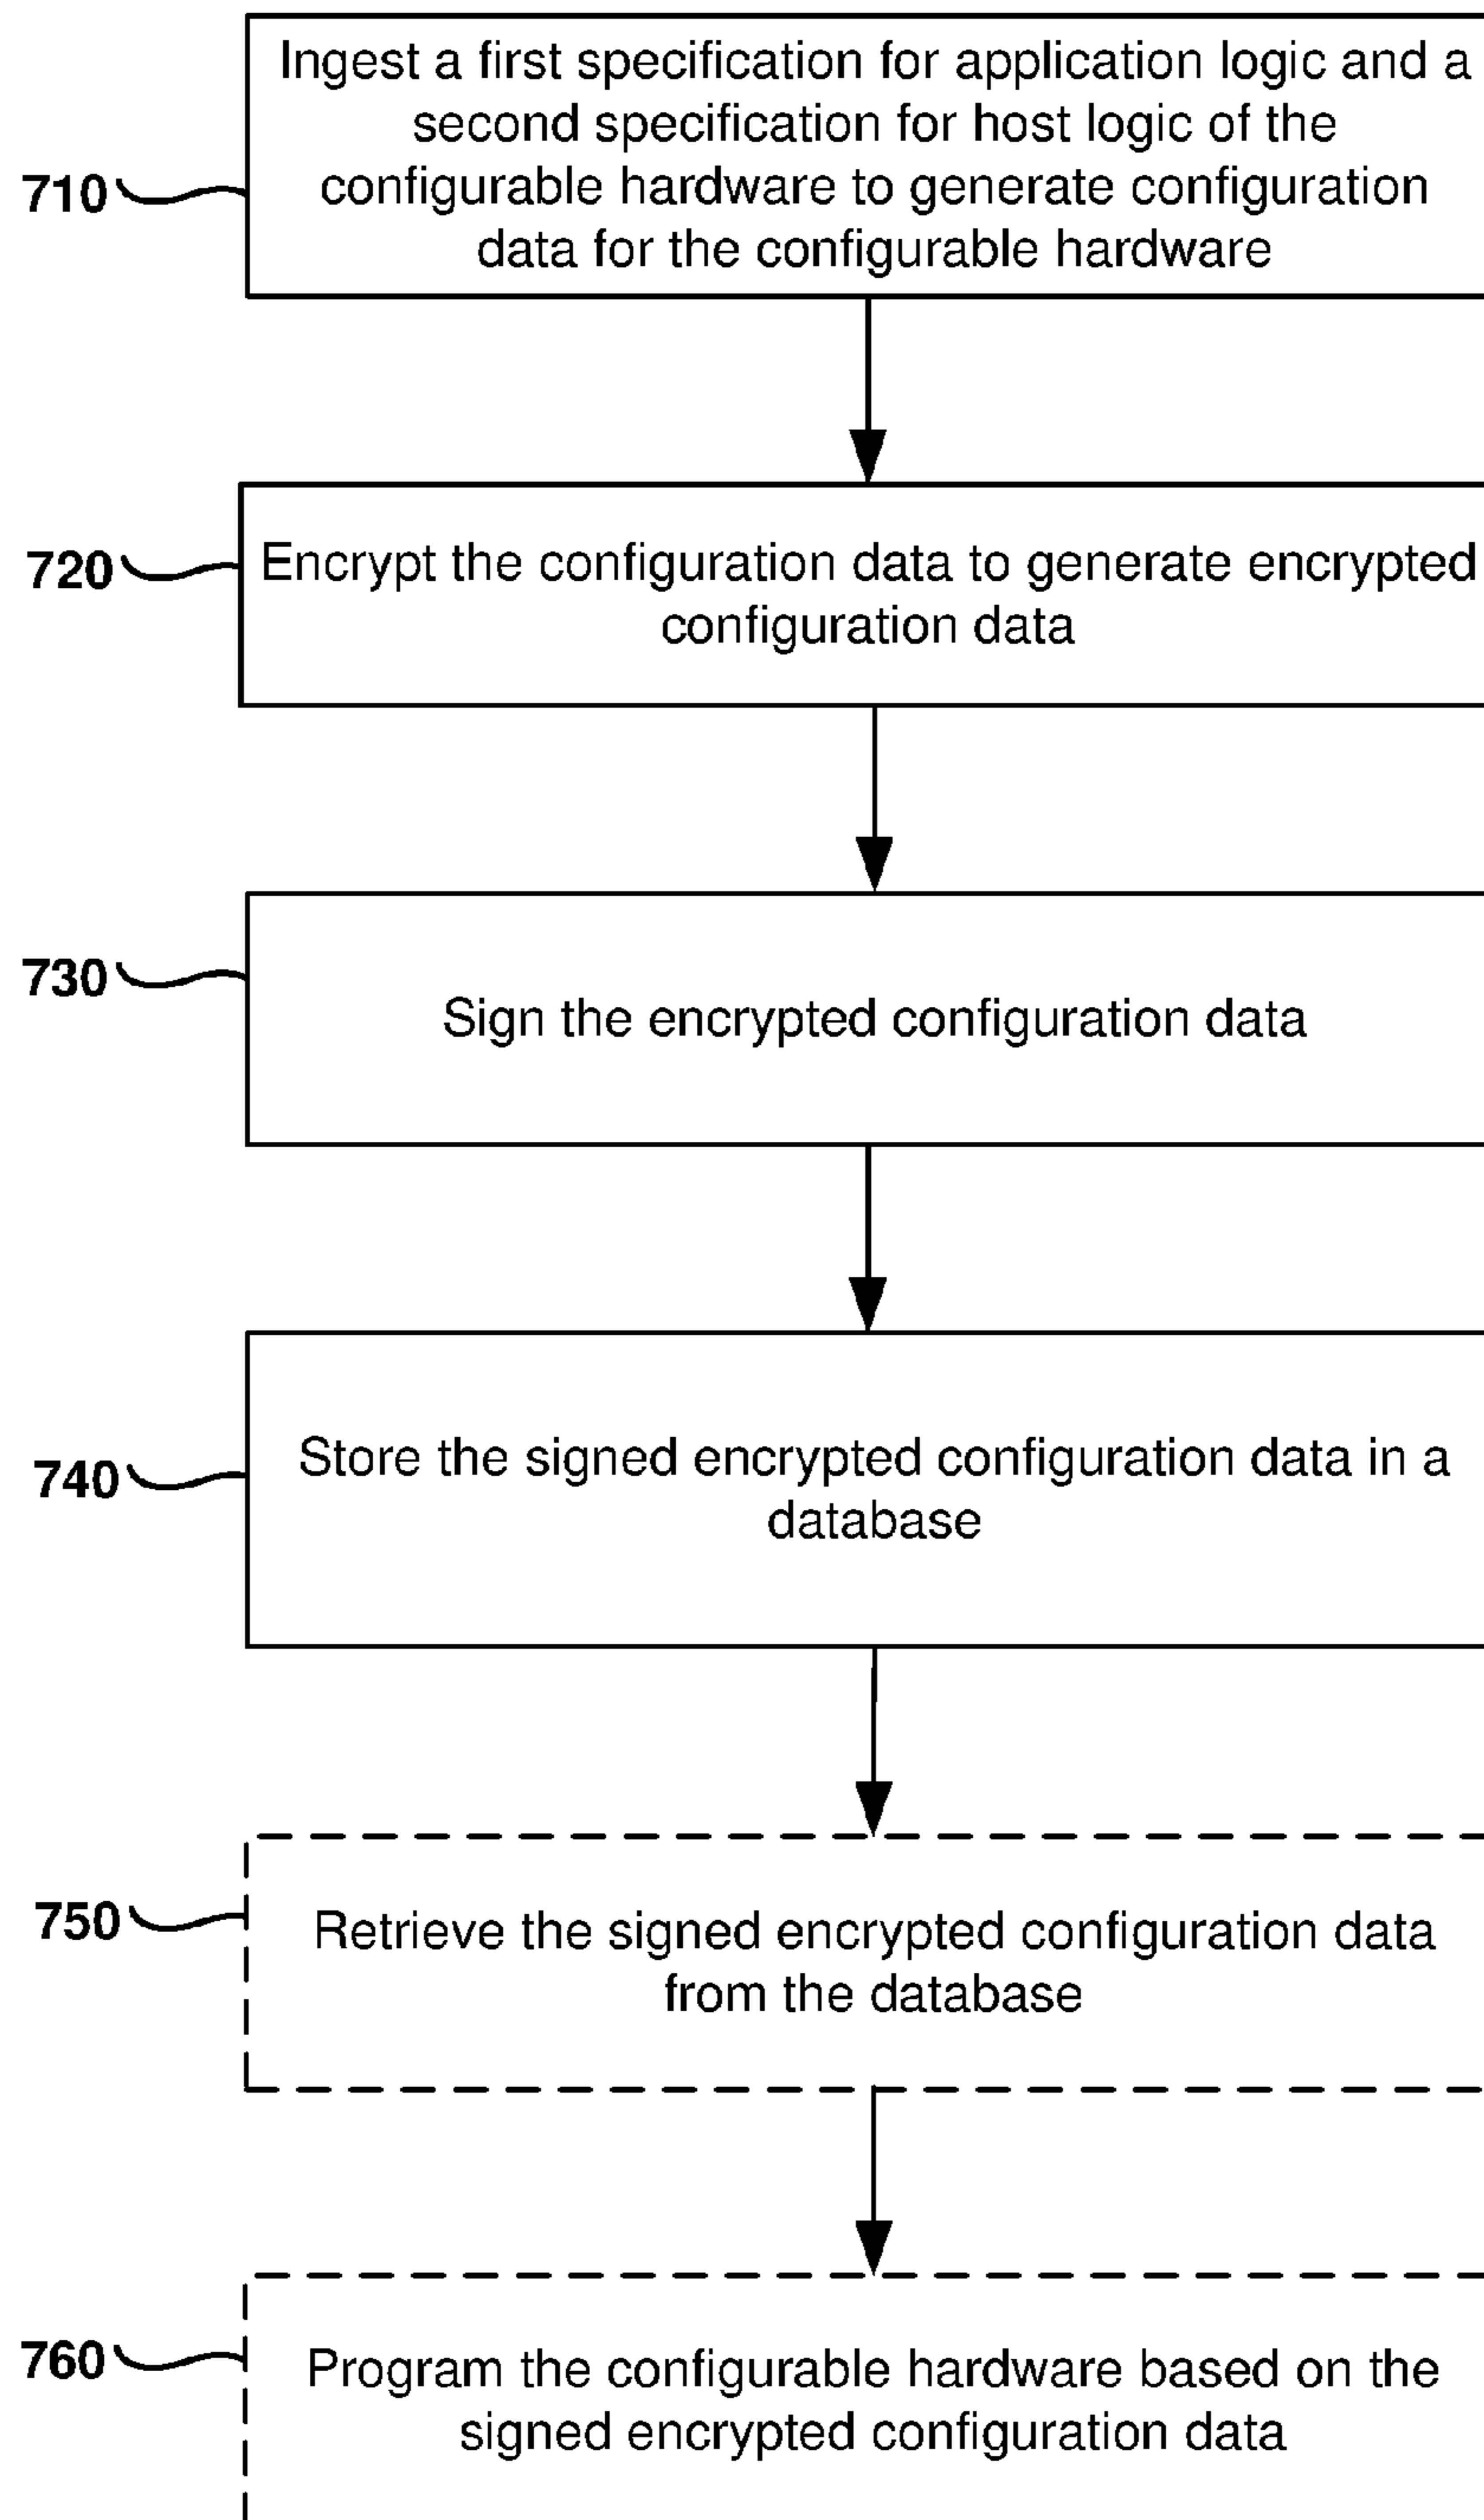 Ingest a first specification for application logic and a
second specification for host logic of the
710
configurable hardware to generate configuration
data for the configurable hardware
720
Encrypt the configuration data to generate encrypted
configuration data
730
Sign the encrypted configuration data
740
Store the signed encrypted configuration data in a
database
750
Retrieve the signed encrypted configuration data
from the database
760
Program the configurable hardware based on the
signed encrypted configuration data